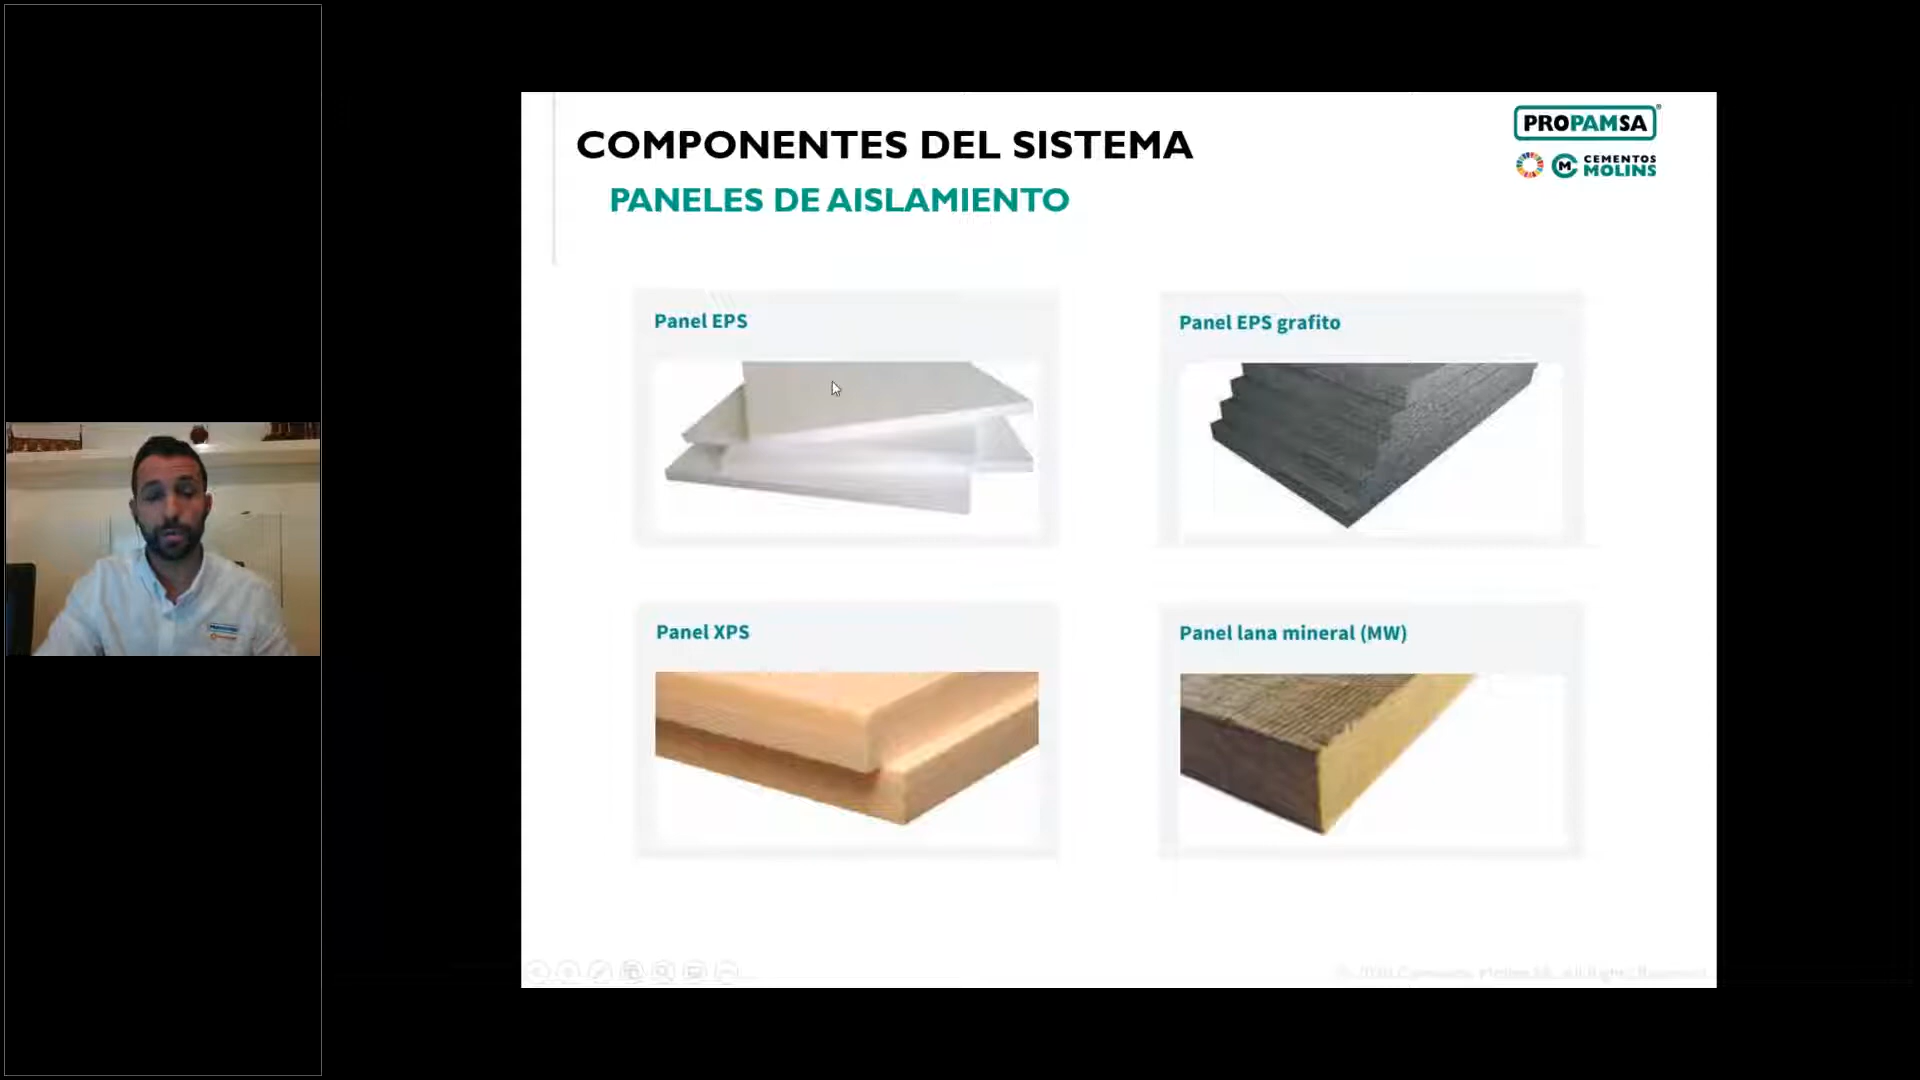 COMPONENTES DEL SISTEMA
PANELES DE AISLAMIENTO
PROPAMSA
CEMENTOS
MOLINS
Panel EPS
Panel EPS grafito
Panel XPS
Panel lana mineral (MW)